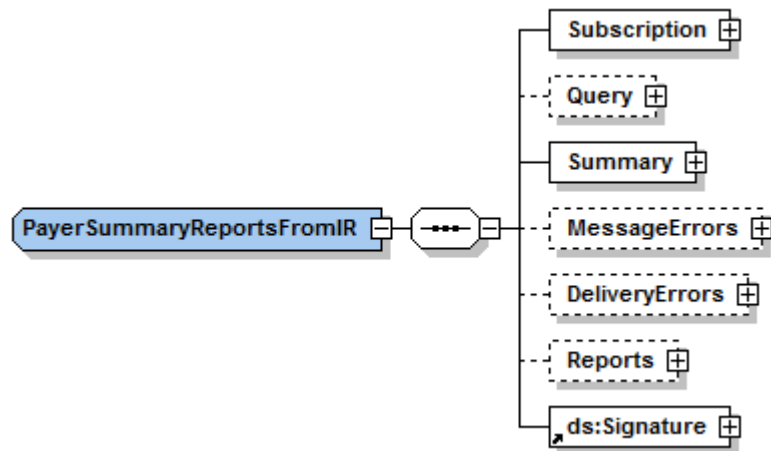 Subscription
Query
Summary
PayerSummaryReportsFromIR
MessageErrors
DeliveryErrors
Reports
ds:Signature